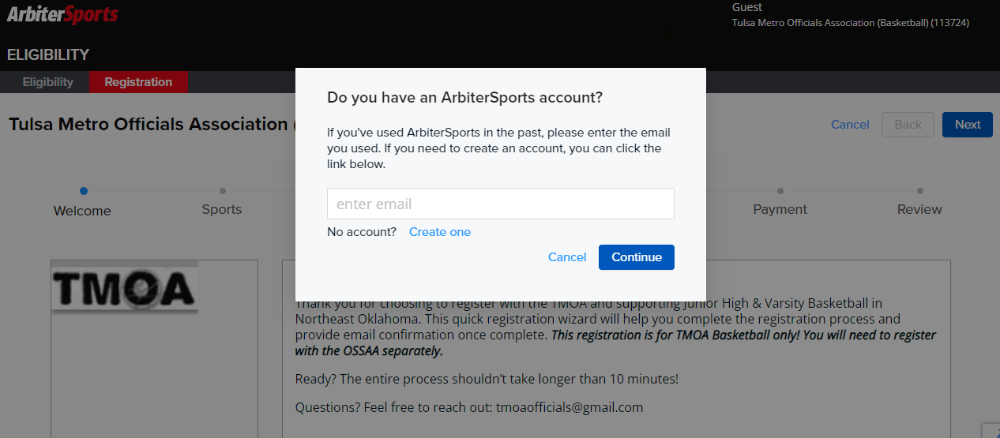 ArbiterSports
Guest
Tulsa Metro Officials Association (Basketball) (113724)
ELIGIBILITY
Eligibility
Registration
Tulsa Metro Officials Association (
Cancel
Back
Next
Do you have an ArbiterSports account?
If you've used ArbiterSports in the past, please enter the email
you used. If you need to create an account, you can click the
link below.
enter email
No account? Create one
Cancel
Continue
Welcome
Sports
Payment
Review
TMOA
Thank you for choosing to register with the TMOA and supporting Junior High & Varsity Basketball in
Northeast Oklahoma. This quick registration wizard will help you complete the registration process and
provide email confirmation once complete. This registration is for TMOA Basketball only! You will need to register
with the OSSAA separately.
Ready? The entire process shouldn’t take longer than 10 minutes!
Questions? Feel free to reach out: tmoaofficials@gmail.com